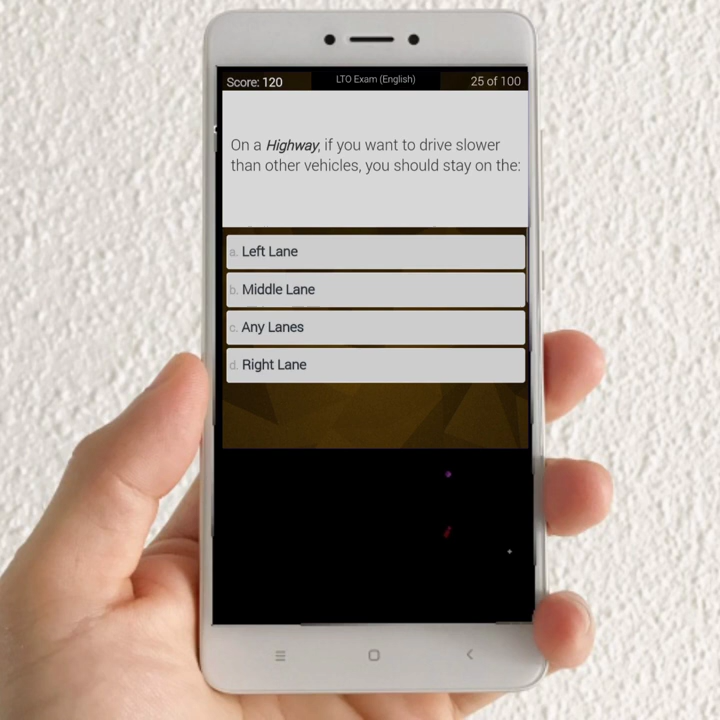 Score: 120
LTO Exam (English)
25 of 100
On a Highway, if you want to drive slower
than other vehicles, you should stay on the:
a. Left Lane
b. Middle Lane
c. Any Lanes
d. Right Lane